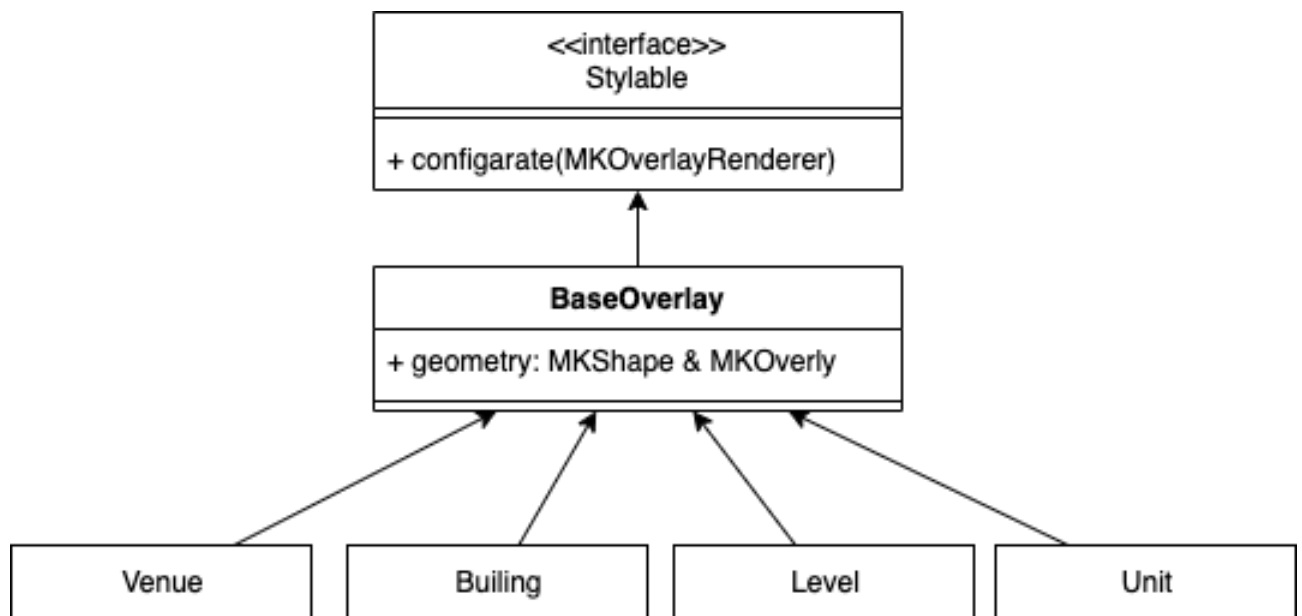 <<interface>>
Stylable
+ configarate(MKOverlayRenderer)
BaseOverlay
+ geometry: MKShape & MKOverly
Venue
Builing
Level
Unit